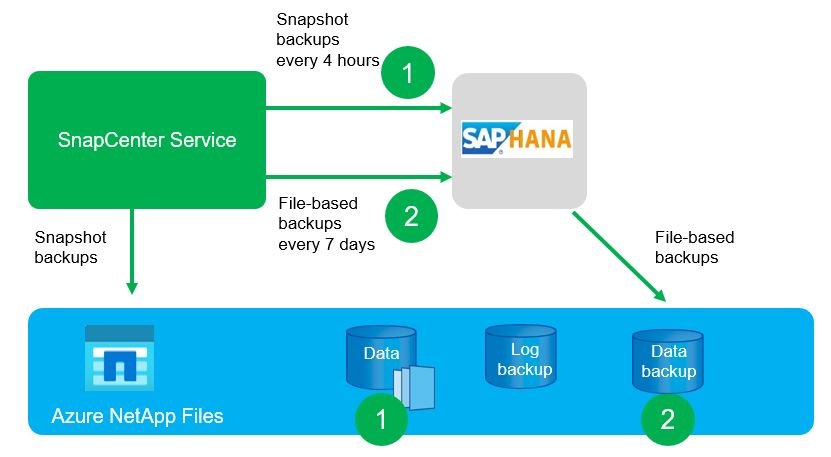 Snapshot
backups
every 4 hours
1
SnapCenter Service
SAP HANA
®
File-based
backups
every 7 days
2
Snapshot
backups
File-based
backups
Data
Log
backup
Data
backup
Azure NetApp Files
1
2